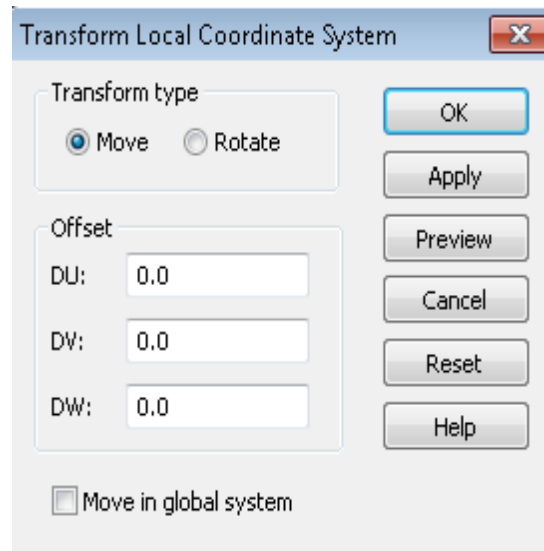 Transform Local Coordinate System
Transform type
Move Rotate
Offset
DU: 0.0
DV: 0.0
DW: 0.0
Move in global system
OK
Apply
Preview
Cancel
Reset
Help